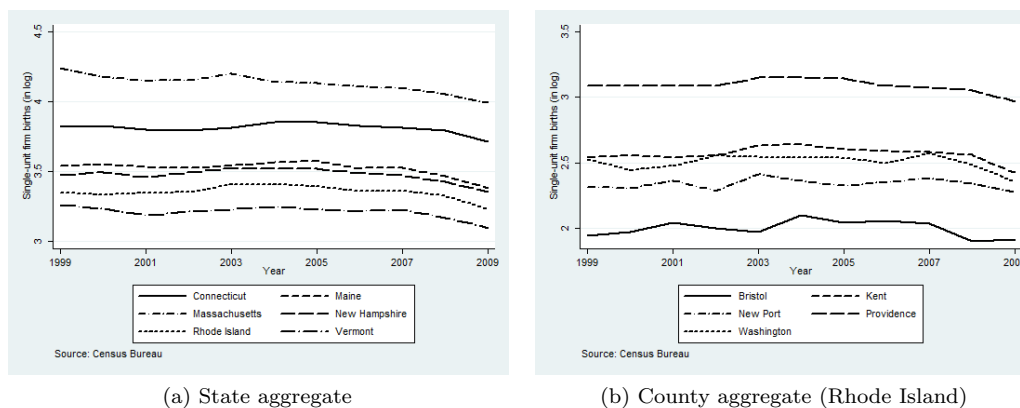 Single-unit firm births (in log)
4.5
4
3.5
3
1999 2001 2003 2005 2007 2009
Year
Connecticut Maine
Massachusetts New Hampshire
Rhode Island Vermont
Source: Census Bureau
(a) State aggregate
Single-unit firm births (in log)
3.5
3
2.5
2
1999 2001 2003 2005 2007 200
Year
Bristol Kent
New Port Providence
Washington
Source: Census Bureau
(b) County aggregate (Rhode Island)